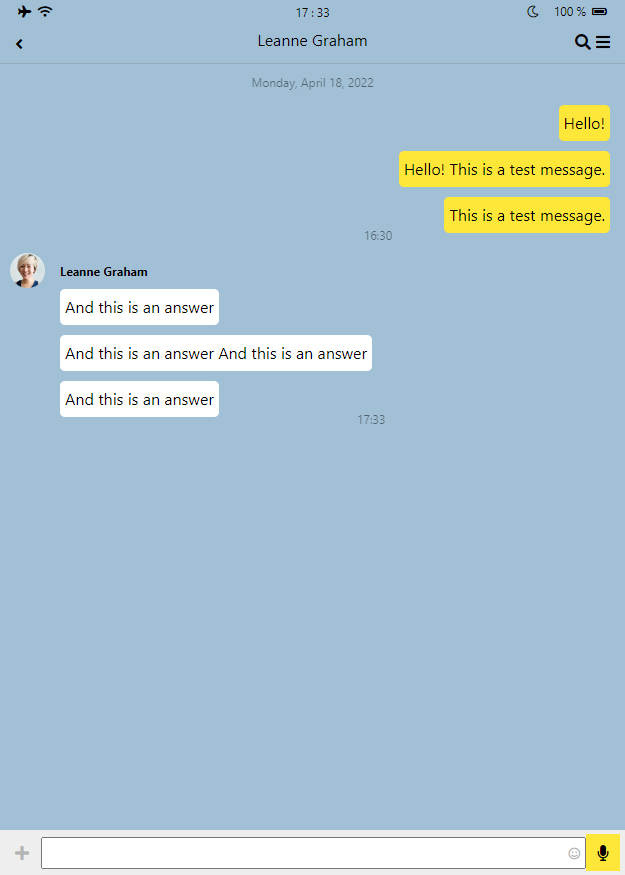 17 : 33
100 %
Leanne Graham
Monday, April 18, 2022
Hello!
Hello! This is a test message.
This is a test message.
16:30
Leanne Graham
And this is an answer
And this is an answer And this is an answer
And this is an answer
17:33